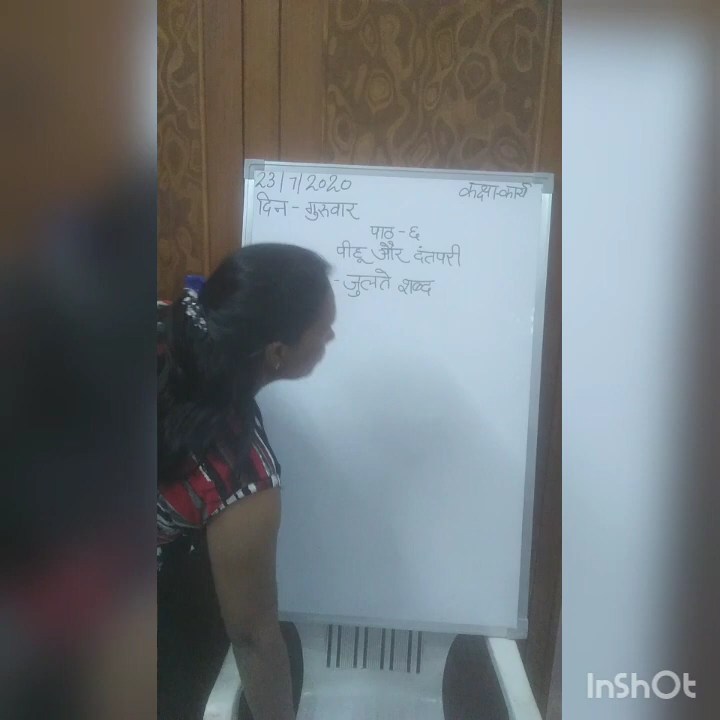 23/7/2020 कक्षा-कार्य
दिन - गुरुवार
पाठ - ६
पीहू और दंतपरी
- जुलते शब्द
InShOt